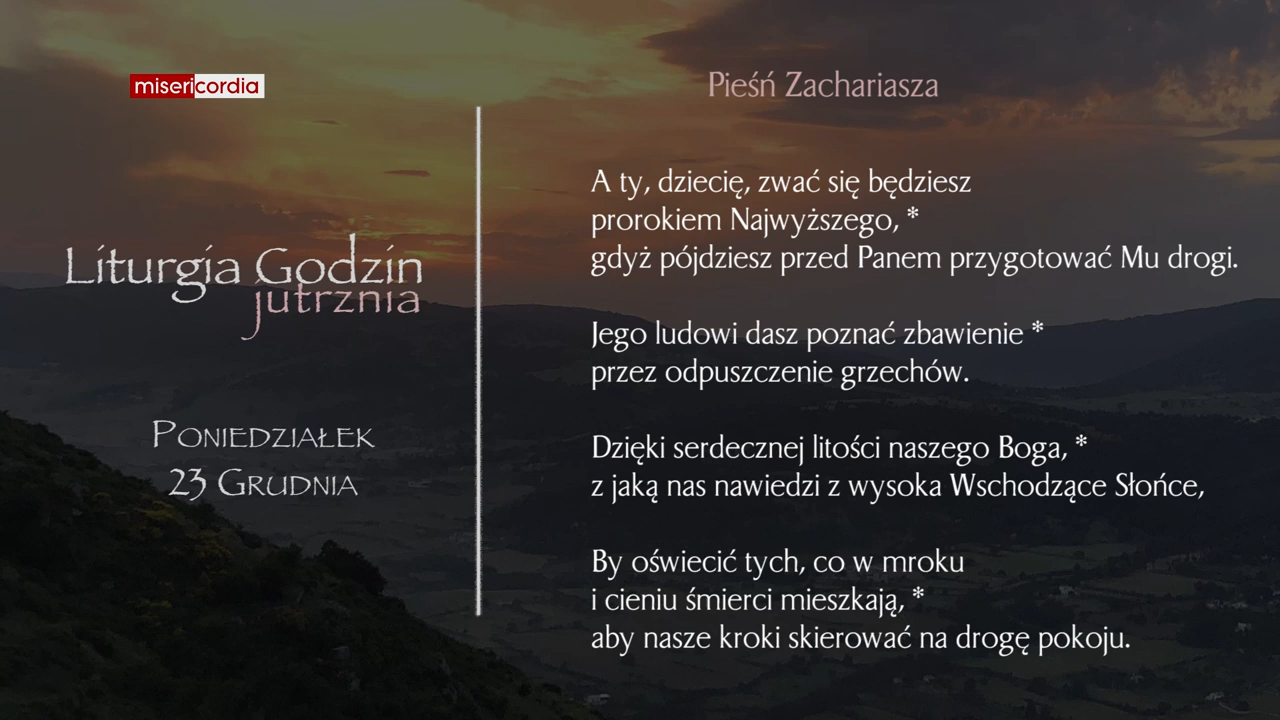 misericordia
Liturgia Godzin
jutrznia
Poniedziałek
23 Grudnia
Pieśń Zachariasza
A ty, dziecię, zwać się będziesz
prorokiem Najwyższego, *
gdyż pójdziesz przed Panem przygotować Mu drogi.
Jego ludowi dasz poznać zbawienie *
przez odpuszczenie grzechów.
Dzięki serdecznej litości naszego Boga, *
z jaką nas nawiedzi z wysoka Wschodzące Słońce,
By oświecić tych, co w mroku
i cieniu śmierci mieszkają, *
aby nasze kroki skierować na drogę pokoju.